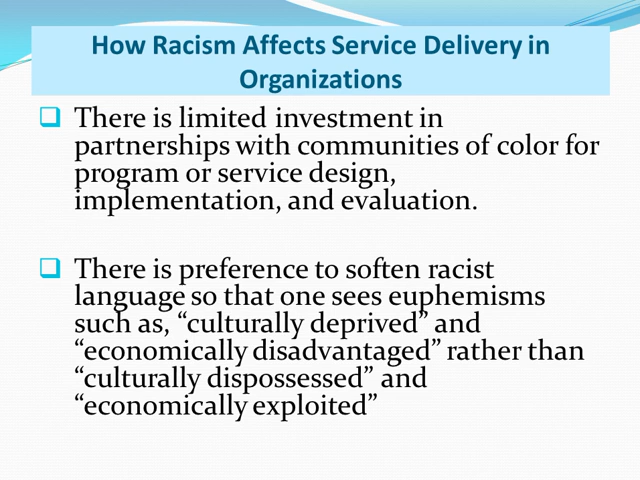 How Racism Affects Service Delivery in
Organizations
There is limited investment in
partnerships with communities of color for
program or service design,
implementation, and evaluation.
There is preference to soften racist
language so that one sees euphemisms
such as, “culturally deprived” and
“economically disadvantaged” rather than
“culturally dispossessed” and
“economically exploited”